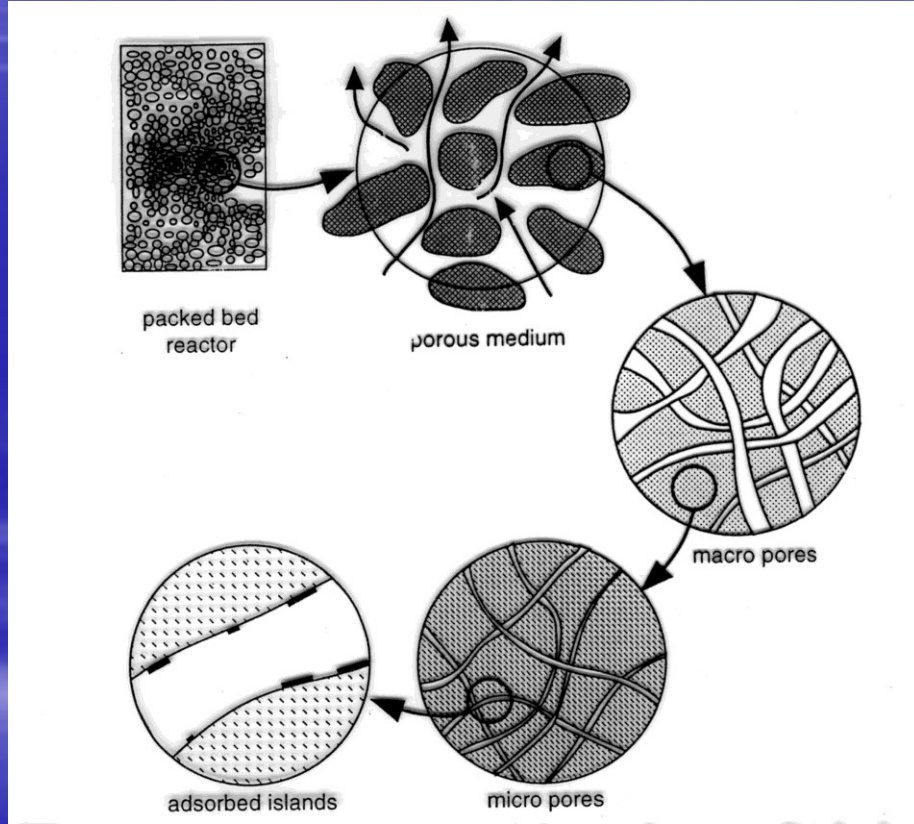 packed bed
reactor
porous medium
macro pores
micro pores
adsorbed islands